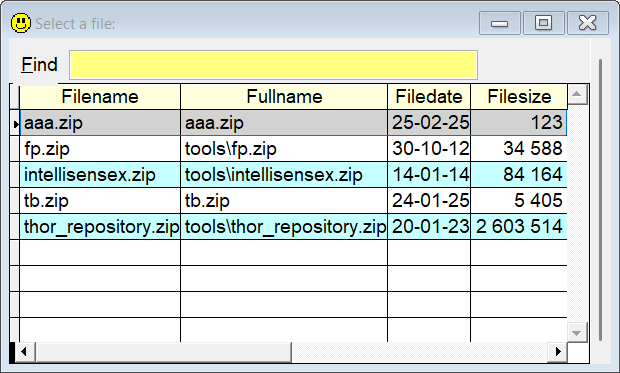 Select a file:
Find
Filename Fullname Filedate Filesize
aaa.zip aaa.zip 25-02-25 123
fp.zip tools\fp.zip 30-10-12 34 588
intellisensex.zip tools\intellisensex.zip 14-01-14 84 164
tb.zip tb.zip 24-01-25 5 405
thor_repository.zip tools\thor_repository.zip 20-01-23 2 603 514